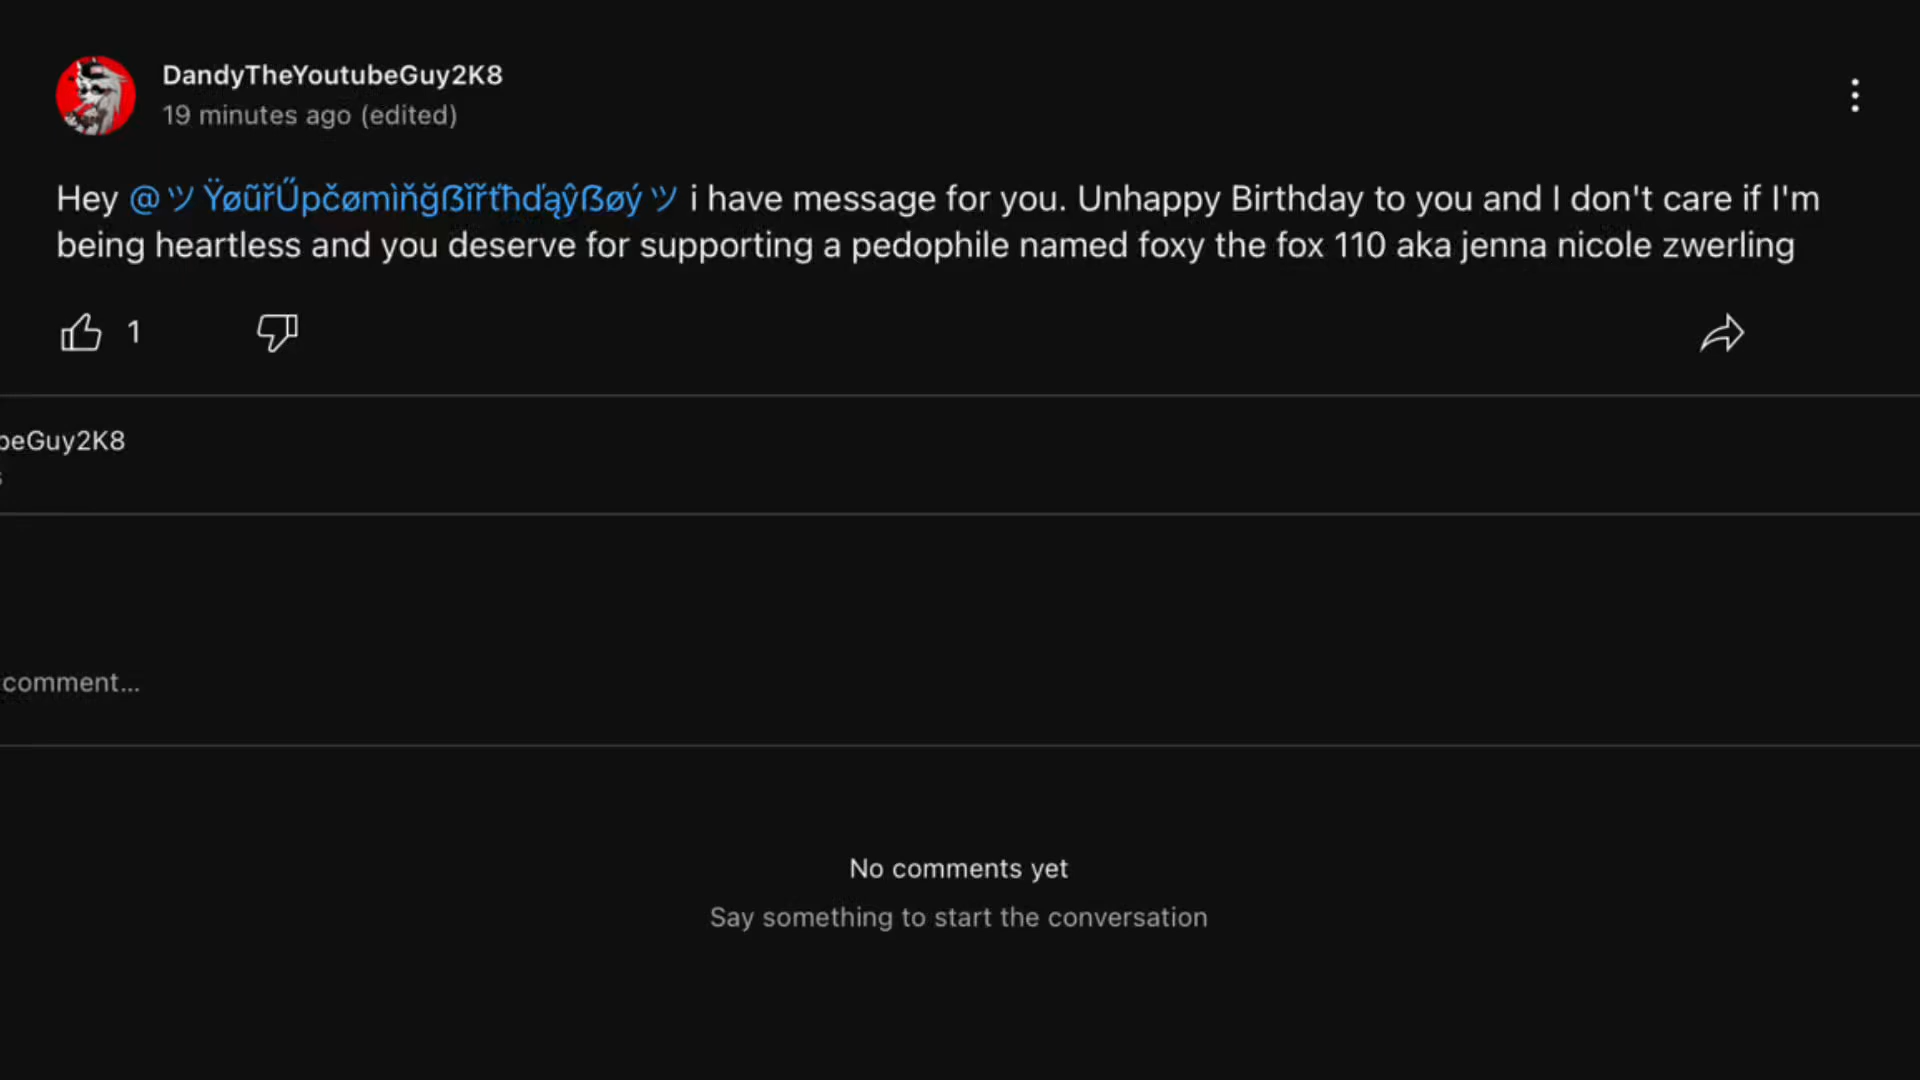 DandyTheYoutubeGuy2K8
19 minutes ago (edited)
Hey @ツ ŸøũřŰpčømìňğẞĭřťħďąŷẞøý ツ i have message for you. Unhappy Birthday to you and I don't care if I'm
being heartless and you deserve for supporting a pedophile named foxy the fox 110 aka jenna nicole zwerling
1
beGuy2K8
s
comment...
No comments yet
Say something to start the conversation